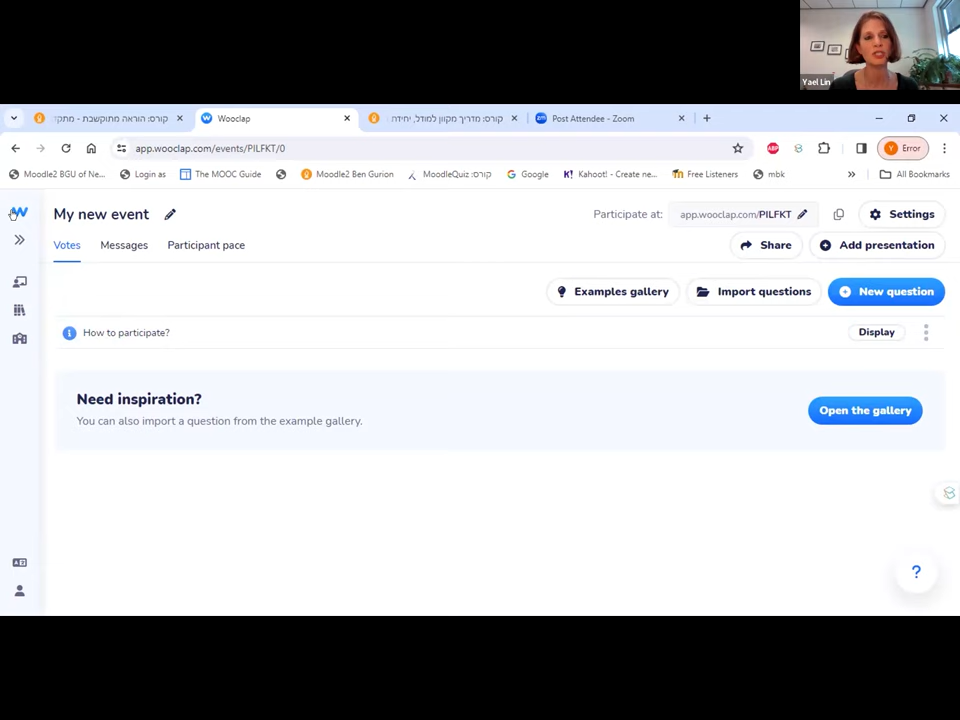 Yael Lin
קורס: הוראה מתוקשבת - מתקד
Wooclap
קורס: מדריך מקוון למודל, יחידה
Post Attendee - Zoom
app.wooclap.com/events/PILFKT/0
Error
Moodle2 BGU of Ne...
Login as
The MOOC Guide
Moodle2 Ben Gurion
MoodleQuiz :קורס
Google
Kahoot! - Create ne...
Free Listeners
mbk
All Bookmarks
My new event
Participate at:
app.wooclap.com/PILFKT
Settings
Votes
Messages
Participant pace
Share
Add presentation
Examples gallery
Import questions
New question
How to participate?
Display
Need inspiration?
You can also import a question from the example gallery.
Open the gallery